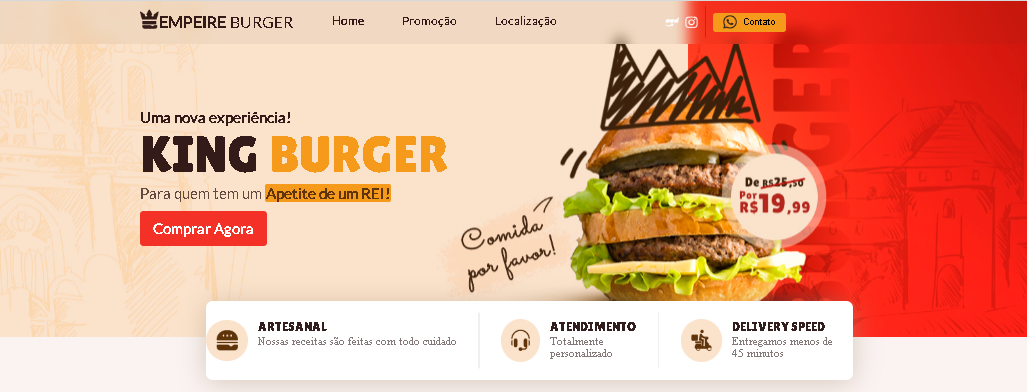 EMPEIRE BURGER
Home
Promoção
Localização
Contato
Uma nova experiência!
KING BURGER
Para quem tem um Apetite de um REI!
Comprar Agora
Comida
por favor!
De R$25,50
Por
R$19,99
BURGER
ARTESANAL
Nossas receitas são feitas com todo cuidado
ATENDIMENTO
Totalmente
personalizado
DELIVERY SPEED
Entregamos menos de
45 minutos